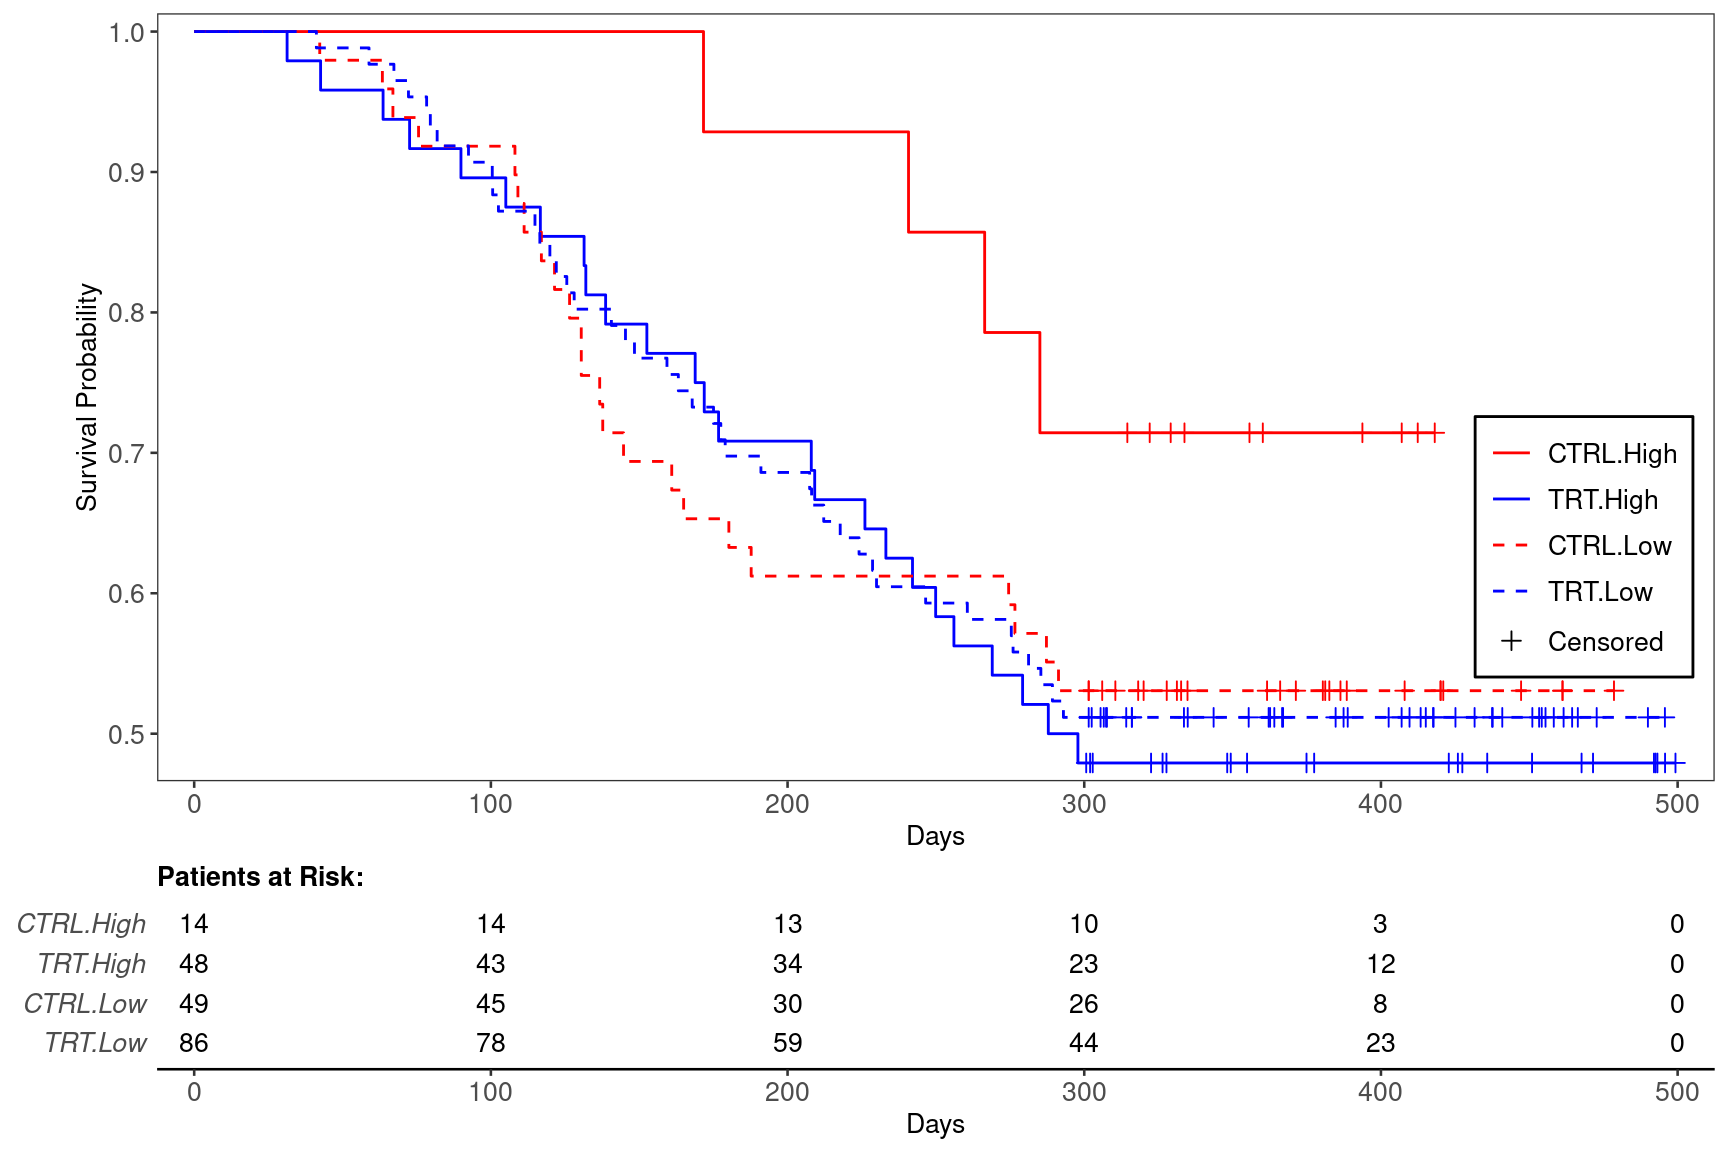 1.0
0.9
0.8
0.7
0.6
0.5
Survival Probability
CTRL.High
TRT.High
CTRL.Low
TRT.Low
Censored
0 100 200 300 400 500
Days
Patients at Risk:
CTRL.High 14 14 13 10 3 0
TRT.High 48 43 34 23 12 0
CTRL.Low 49 45 30 26 8 0
TRT.Low 86 78 59 44 23 0
0 100 200 300 400 500
Days